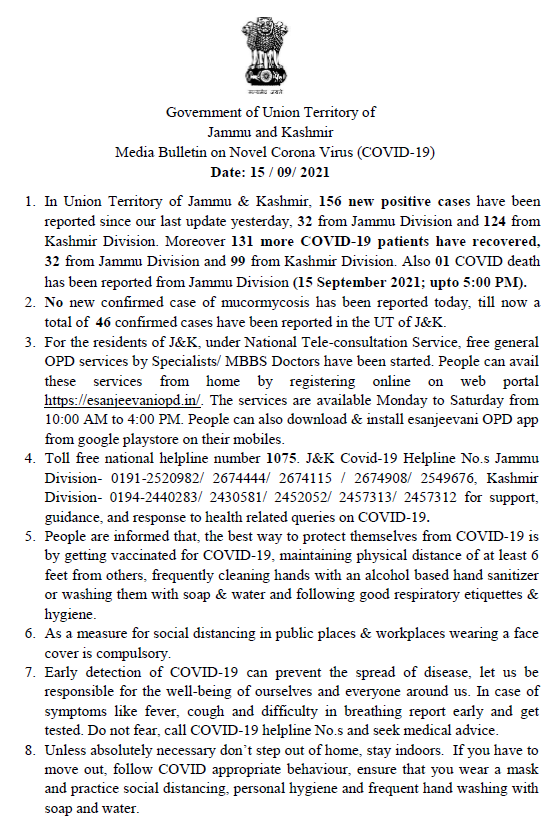 सत्यमेव जयते
Government of Union Territory of
Jammu and Kashmir
Media Bulletin on Novel Corona Virus (COVID-19)
Date: 15 / 09/ 2021
1. In Union Territory of Jammu & Kashmir, 156 new positive cases have been
reported since our last update yesterday, 32 from Jammu Division and 124 from
Kashmir Division. Moreover 131 more COVID-19 patients have recovered,
32 from Jammu Division and 99 from Kashmir Division. Also 01 COVID death
has been reported from Jammu Division (15 September 2021; upto 5:00 PM).
2. No new confirmed case of mucormycosis has been reported today, till now a
total of 46 confirmed cases have been reported in the UT of J&K.
3. For the residents of J&K, under National Tele-consultation Service, free general
OPD services by Specialists/ MBBS Doctors have been started. People can avail
these services from home by registering online on web portal
https://esanjeevaniopd.in/. The services are available Monday to Saturday from
10:00 AM to 4:00 PM. People can also download & install esanjeevani OPD app
from google playstore on their mobiles.
4. Toll free national helpline number 1075. J&K Covid-19 Helpline No.s Jammu
Division- 0191-2520982/ 2674444/ 2674115 / 2674908/ 2549676, Kashmir
Division- 0194-2440283/ 2430581/ 2452052/ 2457313/ 2457312 for support,
guidance, and response to health related queries on COVID-19.
5. People are informed that, the best way to protect themselves from COVID-19 is
by getting vaccinated for COVID-19, maintaining physical distance of at least 6
feet from others, frequently cleaning hands with an alcohol based hand sanitizer
or washing them with soap & water and following good respiratory etiquettes &
hygiene.
6. As a measure for social distancing in public places & workplaces wearing a face
cover is compulsory.
7. Early detection of COVID-19 can prevent the spread of disease, let us be
responsible for the well-being of ourselves and everyone around us. In case of
symptoms like fever, cough and difficulty in breathing report early and get
tested. Do not fear, call COVID-19 helpline No.s and seek medical advice.
8. Unless absolutely necessary don't step out of home, stay indoors. If you have to
move out, follow COVID appropriate behaviour, ensure that you wear a mask
and practice social distancing, personal hygiene and frequent hand washing with
soap and water.